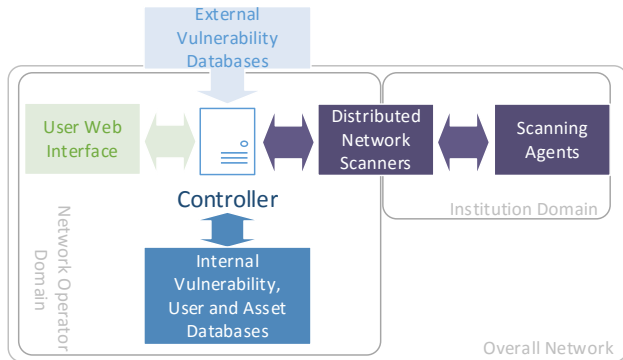 External
Vulnerability
Databases
User Web
Interface
Distributed
Network
Scanners
Scanning
Agents
Controller
Institution Domain
Network Operator
Domain
Internal
Vulnerability,
User and Asset
Databases
Overall Network